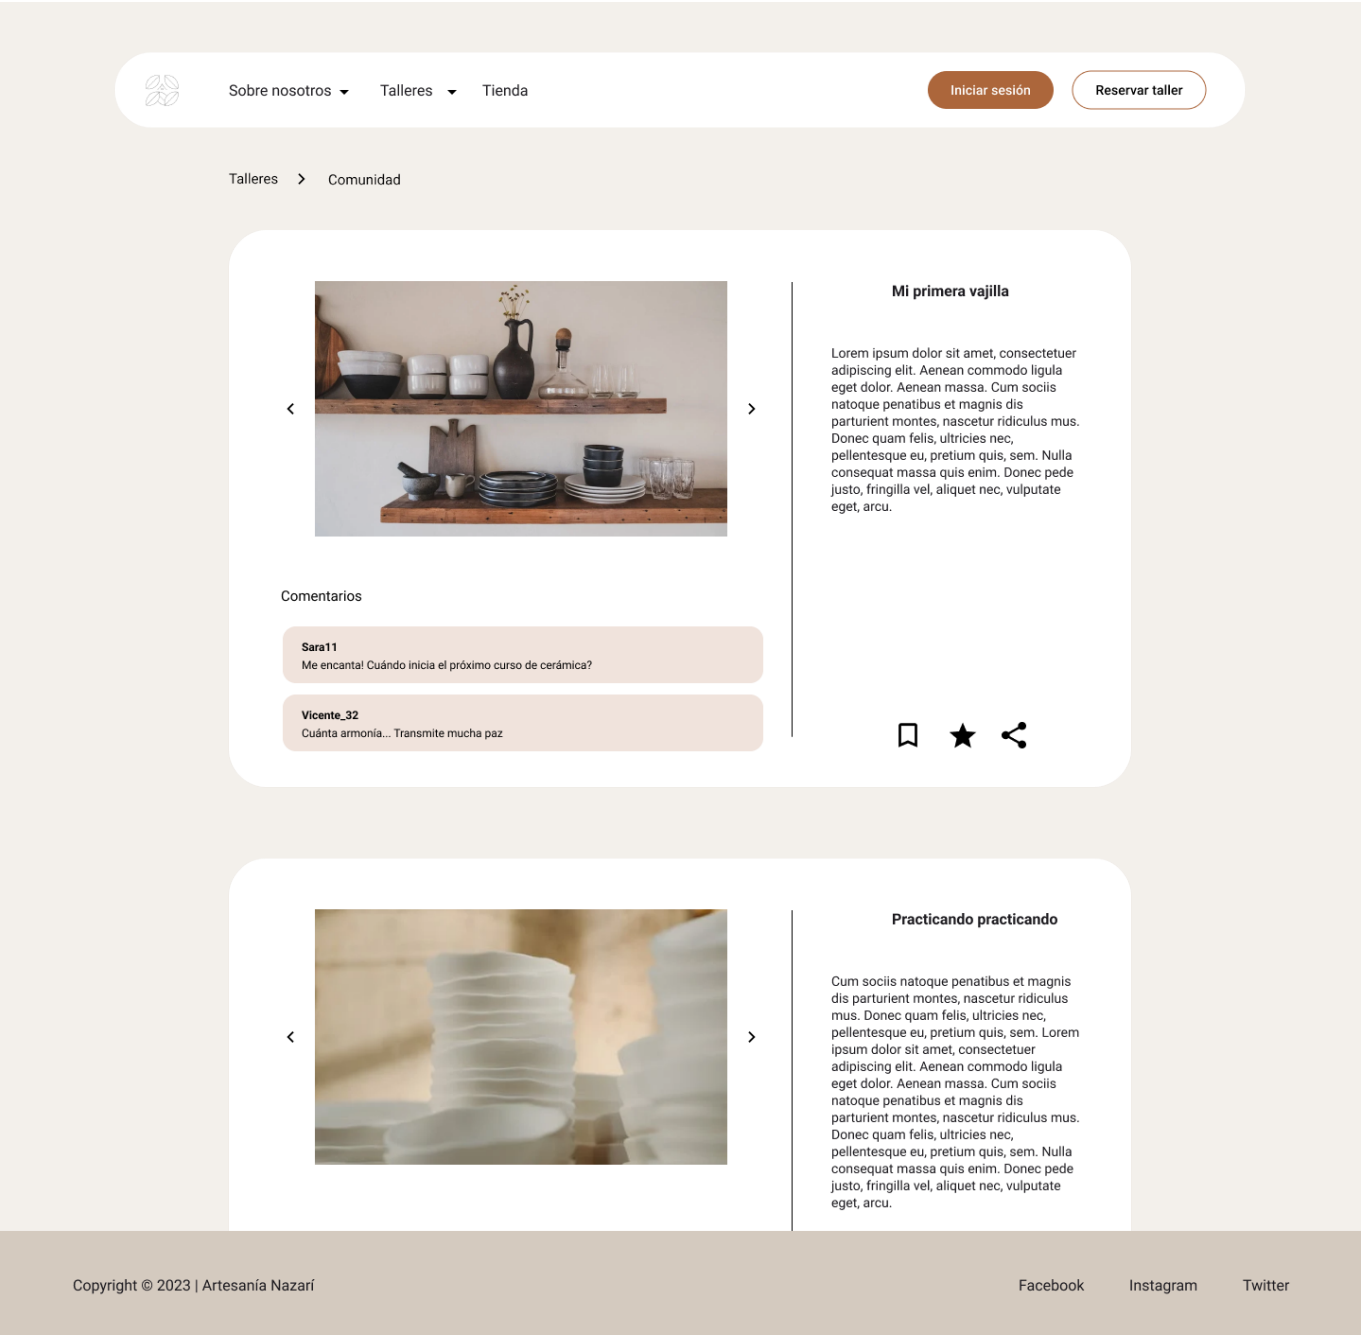 Sobre nosotros
Talleres
Tienda
Iniciar sesión
Reservar taller
Talleres
Comunidad
Mi primera vajilla
Lorem ipsum dolor sit amet, consectetuer
adipiscing elit. Aenean commodo ligula
eget dolor. Aenean massa. Cum sociis
natoque penatibus et magnis dis
parturient montes, nascetur ridiculus mus.
Donec quam felis, ultricies nec,
pellentesque eu, pretium quis, sem. Nulla
consequat massa quis enim. Donec pede
justo, fringilla vel, aliquet nec, vulputate
eget, arcu.
Comentarios
Sara11
Me encanta! Cuándo inicia el próximo curso de cerámica?
Vicente_32
Cuánta armonía... Transmite mucha paz
Practicando practicando
Cum sociis natoque penatibus et magnis
dis parturient montes, nascetur ridiculus
mus. Donec quam felis, ultricies nec,
pellentesque eu, pretium quis, sem. Lorem
ipsum dolor sit amet, consectetuer
adipiscing elit. Aenean commodo ligula
eget dolor. Aenean massa. Cum sociis
natoque penatibus et magnis dis
parturient montes, nascetur ridiculus mus.
Donec quam felis, ultricies nec,
pellentesque eu, pretium quis, sem. Nulla
consequat massa quis enim. Donec pede
justo, fringilla vel, aliquet nec, vulputate
eget, arcu.
Copyright © 2023 | Artesanía Nazarí
Facebook
Instagram
Twitter